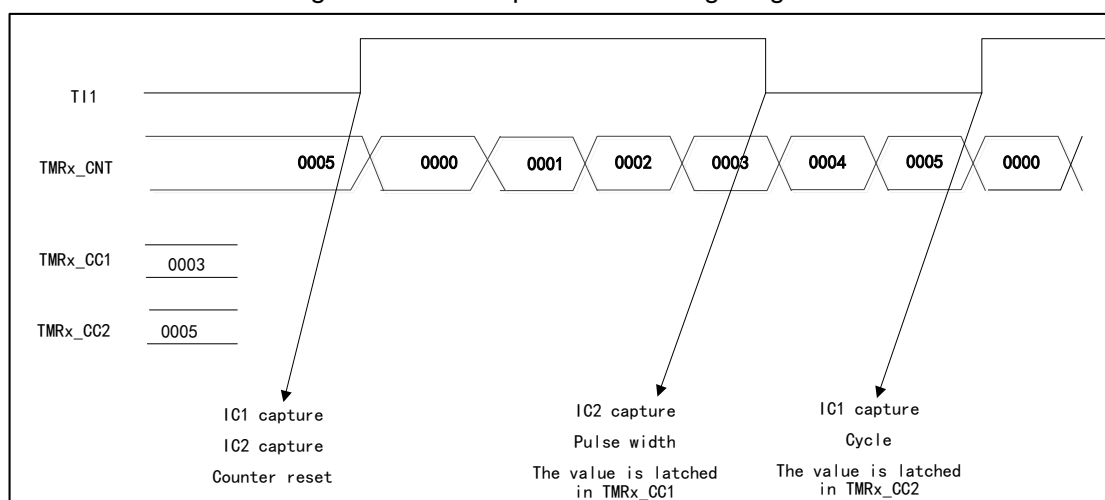 TI1
TMRx_CNT
0005 0000 0001 0002 0003 0004 0005 0000
TMRx_CC1
0003
TMRx_CC2
0005
IC1 capture
IC2 capture
Counter reset
IC2 capture
Pulse width
The value is latched
in TMRx_CC1
IC1 capture
Cycle
The value is latched
in TMRx_CC2